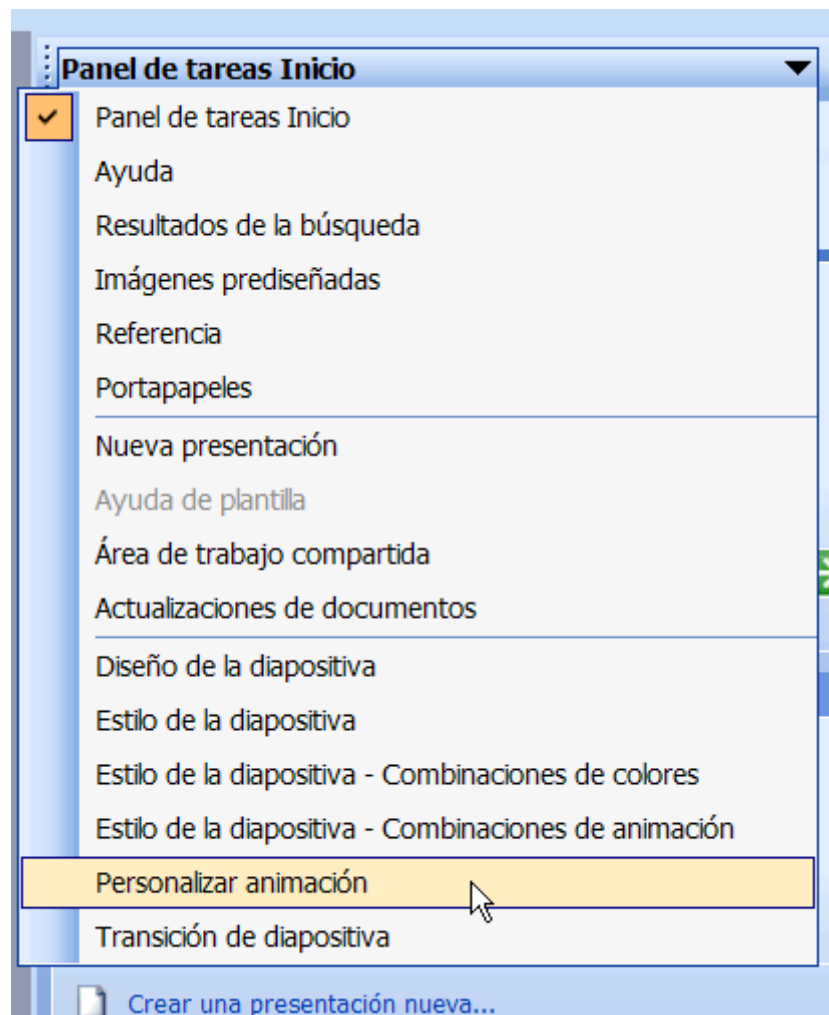 Panel de tareas Inicio
Panel de tareas Inicio
Ayuda
Resultados de la búsqueda
Imágenes prediseñadas
Referencia
Portapapeles
Nueva presentación
Ayuda de plantilla
Área de trabajo compartida
Actualizaciones de documentos
Diseño de la diapositiva
Estilo de la diapositiva
Estilo de la diapositiva - Combinaciones de colores
Estilo de la diapositiva - Combinaciones de animación
Personalizar animación
Transición de diapositiva
Crear una presentación nueva...